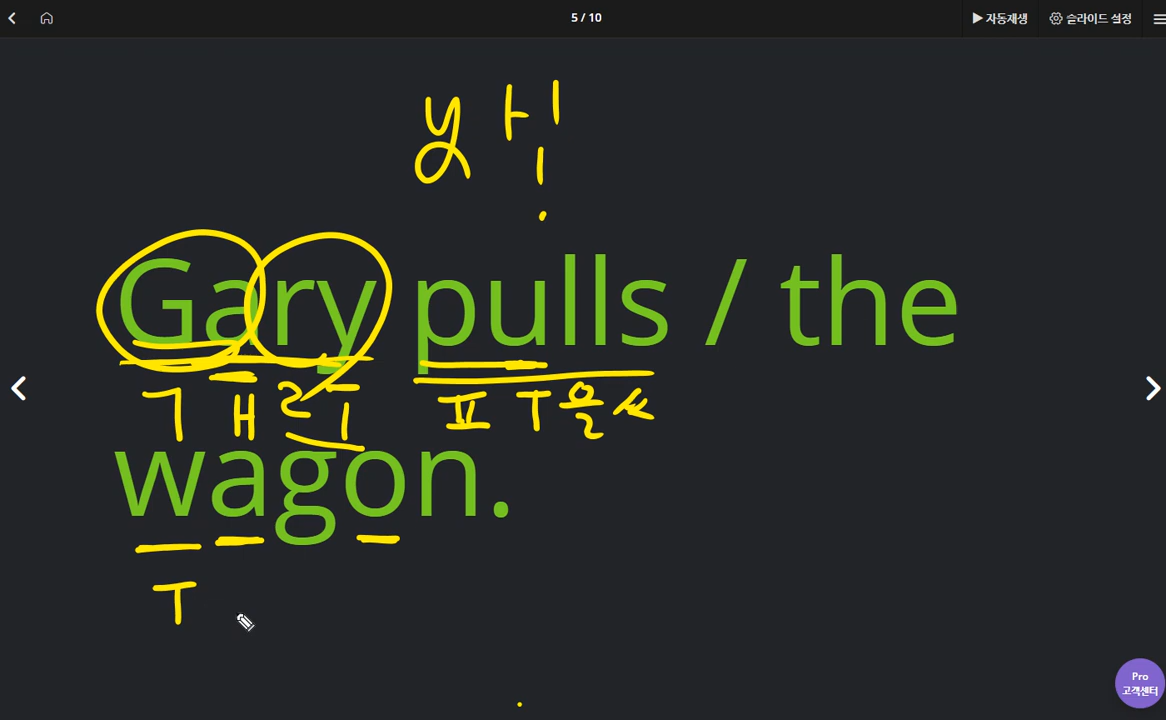 5 / 10
▶ 자동재생
슬라이드 설정
y ㅏ ㅣ
ㅣ
Gary pulls / the
ㄱ ㅐ ㄹ ㅣ ㅍ ㅜ 을 ㅆ
wagon.
ㅜ
Pro
고객센터